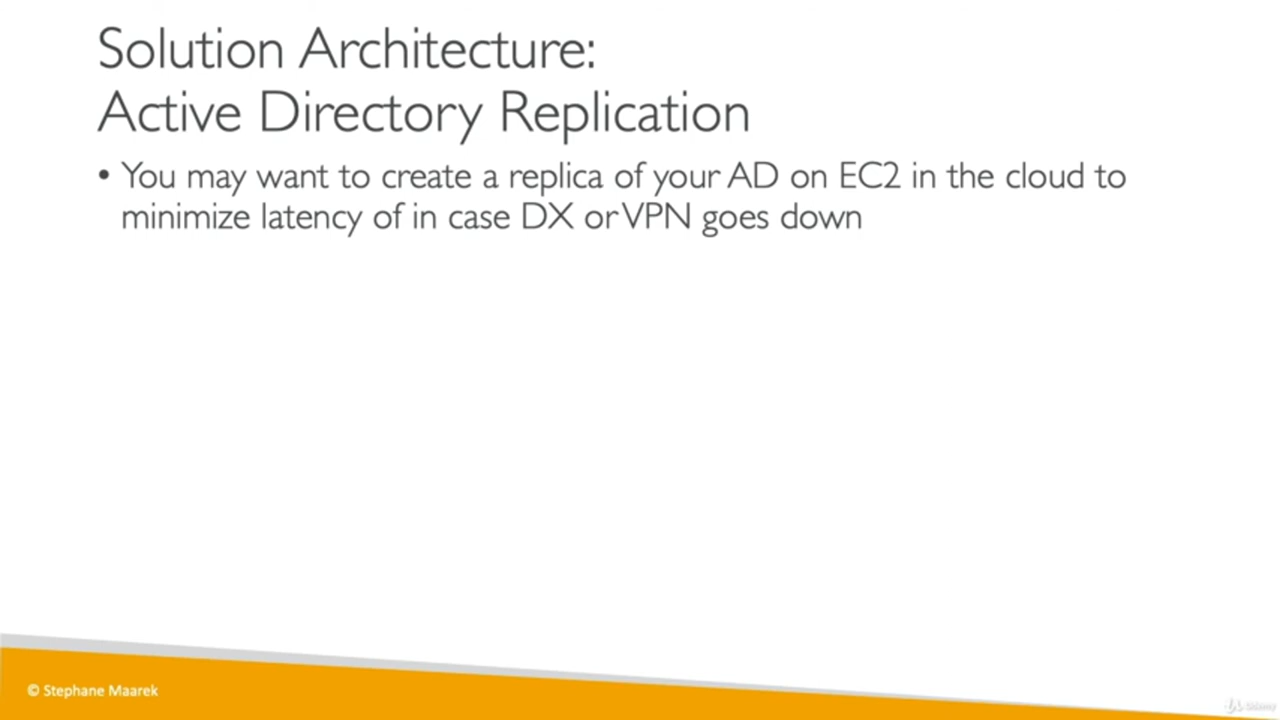 Solution Architecture:
Active Directory Replication
• You may want to create a replica of your AD on EC2 in the cloud to
minimize latency of in case DX or VPN goes down
© Stephane Maarek
Udemy